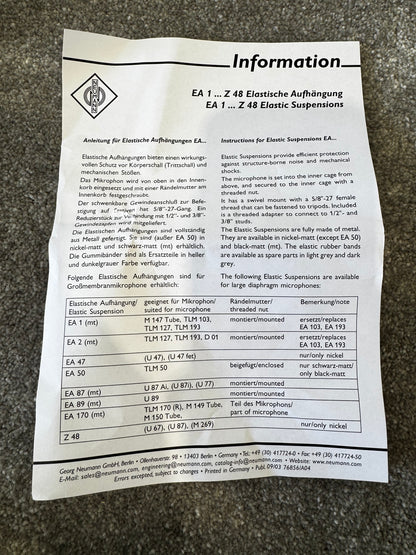 NEUMANN
Information
EA 1 ... Z 48 Elastische Aufhängung
EA 1 ... Z 48 Elastic Suspensions
Anleitung für Elastische Aufhängungen EA...
Elastische Aufhängungen bieten einen wirkungs-
vollen Schutz vor Körperschall (Trittschall) und
mechanischen Stößen.
Das Mikrophon wird von oben in den Innen-
korb eingesetzt und mit einer Rändelmutter am
Innenkorb festgeschraubt.
Der schwenkbare Gewindeanschluß zur Befe-
stigung auf Stativen hat 5/8"-27-Gang. Ein
Reduzierstück zur Verbindung mit 1/2"- und 3/8"-
Gewindezapfen wird mitgeliefert.
Die Elastischen Aufhängungen sind vollständig
aus Metall gefertigt. Sie sind (außer EA 50) in
nickel-matt und schwarz-matt (mt) erhältlich.
Die Gummibänder sind als Ersatzteile in heller
und dunkelgrauer Farbe verfügbar.
Folgende Elastische Aufhängungen sind für
Großmembranmikrophone erhältlich:
Instructions for Elastic Suspensions EA...
Elastic Suspensions provide efficient protection
against structure-borne noise and mechanical
shocks.
The microphone is set into the inner cage from
above, and secured to the inner cage with a
threaded nut.
It has a swivel mount with a 5/8"-27 female
thread that can be fastened to tripods. Included
is a threaded adapter to connect to 1/2"- and
3/8" studs.
The Elastic Suspensions are fully made of metal.
They are available in nickel-matt (except EA 50)
and black-matt (mt). The elastic rubber bands
are available as spare parts in light grey and dark
grey.
The following Elastic Suspensions are available
for large diaphragm microphones:
Elastische Aufhängung/ geeignet für Mikrophon/ Rändelmutter/ Bemerkung/note
Elastic Suspension suited for microphone threaded nut
EA 1 (mt) M 147 Tube, TLM 103, montiert/mounted ersetzt/replaces
TLM 127, TLM 193 EA 103, EA 193
EA 2 (mt) TLM 127, TLM 193, D 01 montiert/mounted ersetzt/replaces
EA 103, EA 193
EA 47 (U 47), (U 47 fet) nur/only nickel
EA 50 TLM 50 beigefügt/enclosed nur schwarz-matt/
only black-matt
EA 87 (mt) U 87 Ai, (U 87i), (U 77) montiert/mounted
EA 89 (mt) U 89 montiert/mounted
EA 170 (mt) TLM 170 (R), M 149 Tube, Teil des Mikrophons/
M 150 Tube, part of microphone
Z 48 (U 67), (U 87), (M 269) nur/only nickel
Georg Neumann GmbH, Berlin • Ollenhauerstr. 98 • 13403 Berlin • Germany • Tel.: +49 (30) 417724-0 • Fax: +49 (30) 417724-50
E-Mail: sales@neumann.com, engineering@neumann.com, catalog-info@neumann.com • Website: www.neumann.com
Errors excepted, subject to changes • Printed in Germany • Publ. 09/03 76856/A04